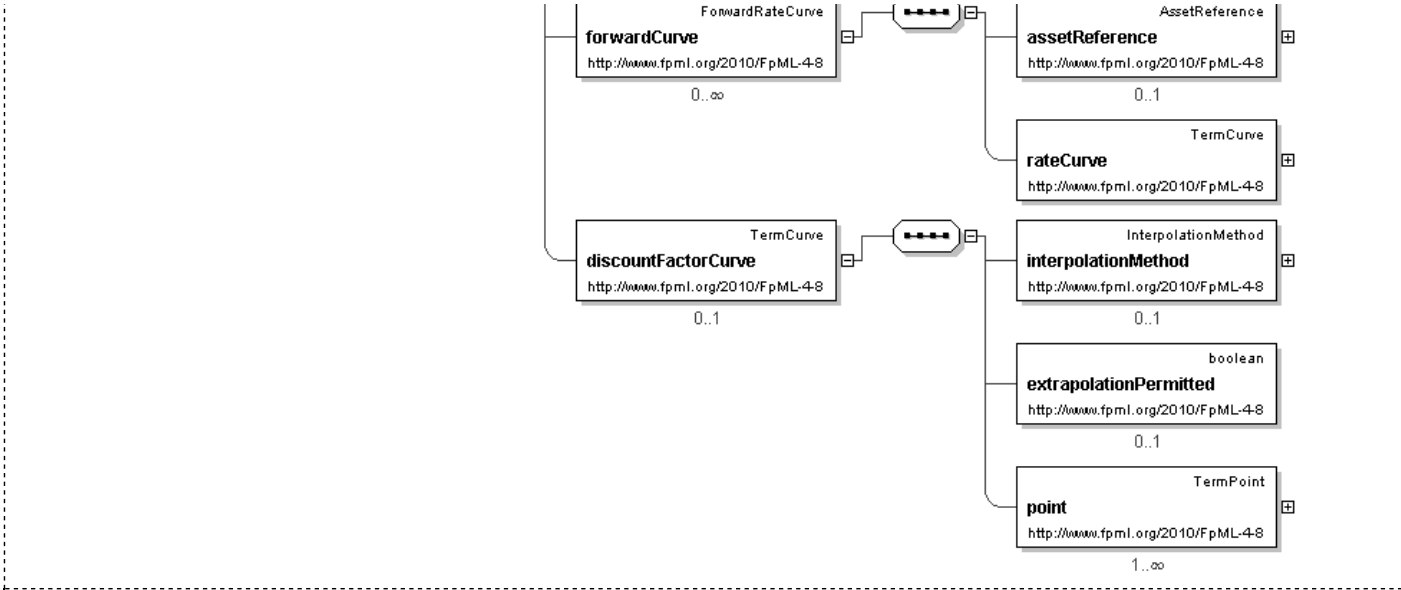 ForwardRateCurve
forwardCurve
http://www.fpml.org/2010/FpML-4-8
0..∞
AssetReference
assetReference
http://www.fpml.org/2010/FpML-4-8
0..1
TermCurve
rateCurve
http://www.fpml.org/2010/FpML-4-8
TermCurve
discountFactorCurve
http://www.fpml.org/2010/FpML-4-8
0..1
InterpolationMethod
interpolationMethod
http://www.fpml.org/2010/FpML-4-8
0..1
boolean
extrapolationPermitted
http://www.fpml.org/2010/FpML-4-8
0..1
TermPoint
point
http://www.fpml.org/2010/FpML-4-8
1..∞